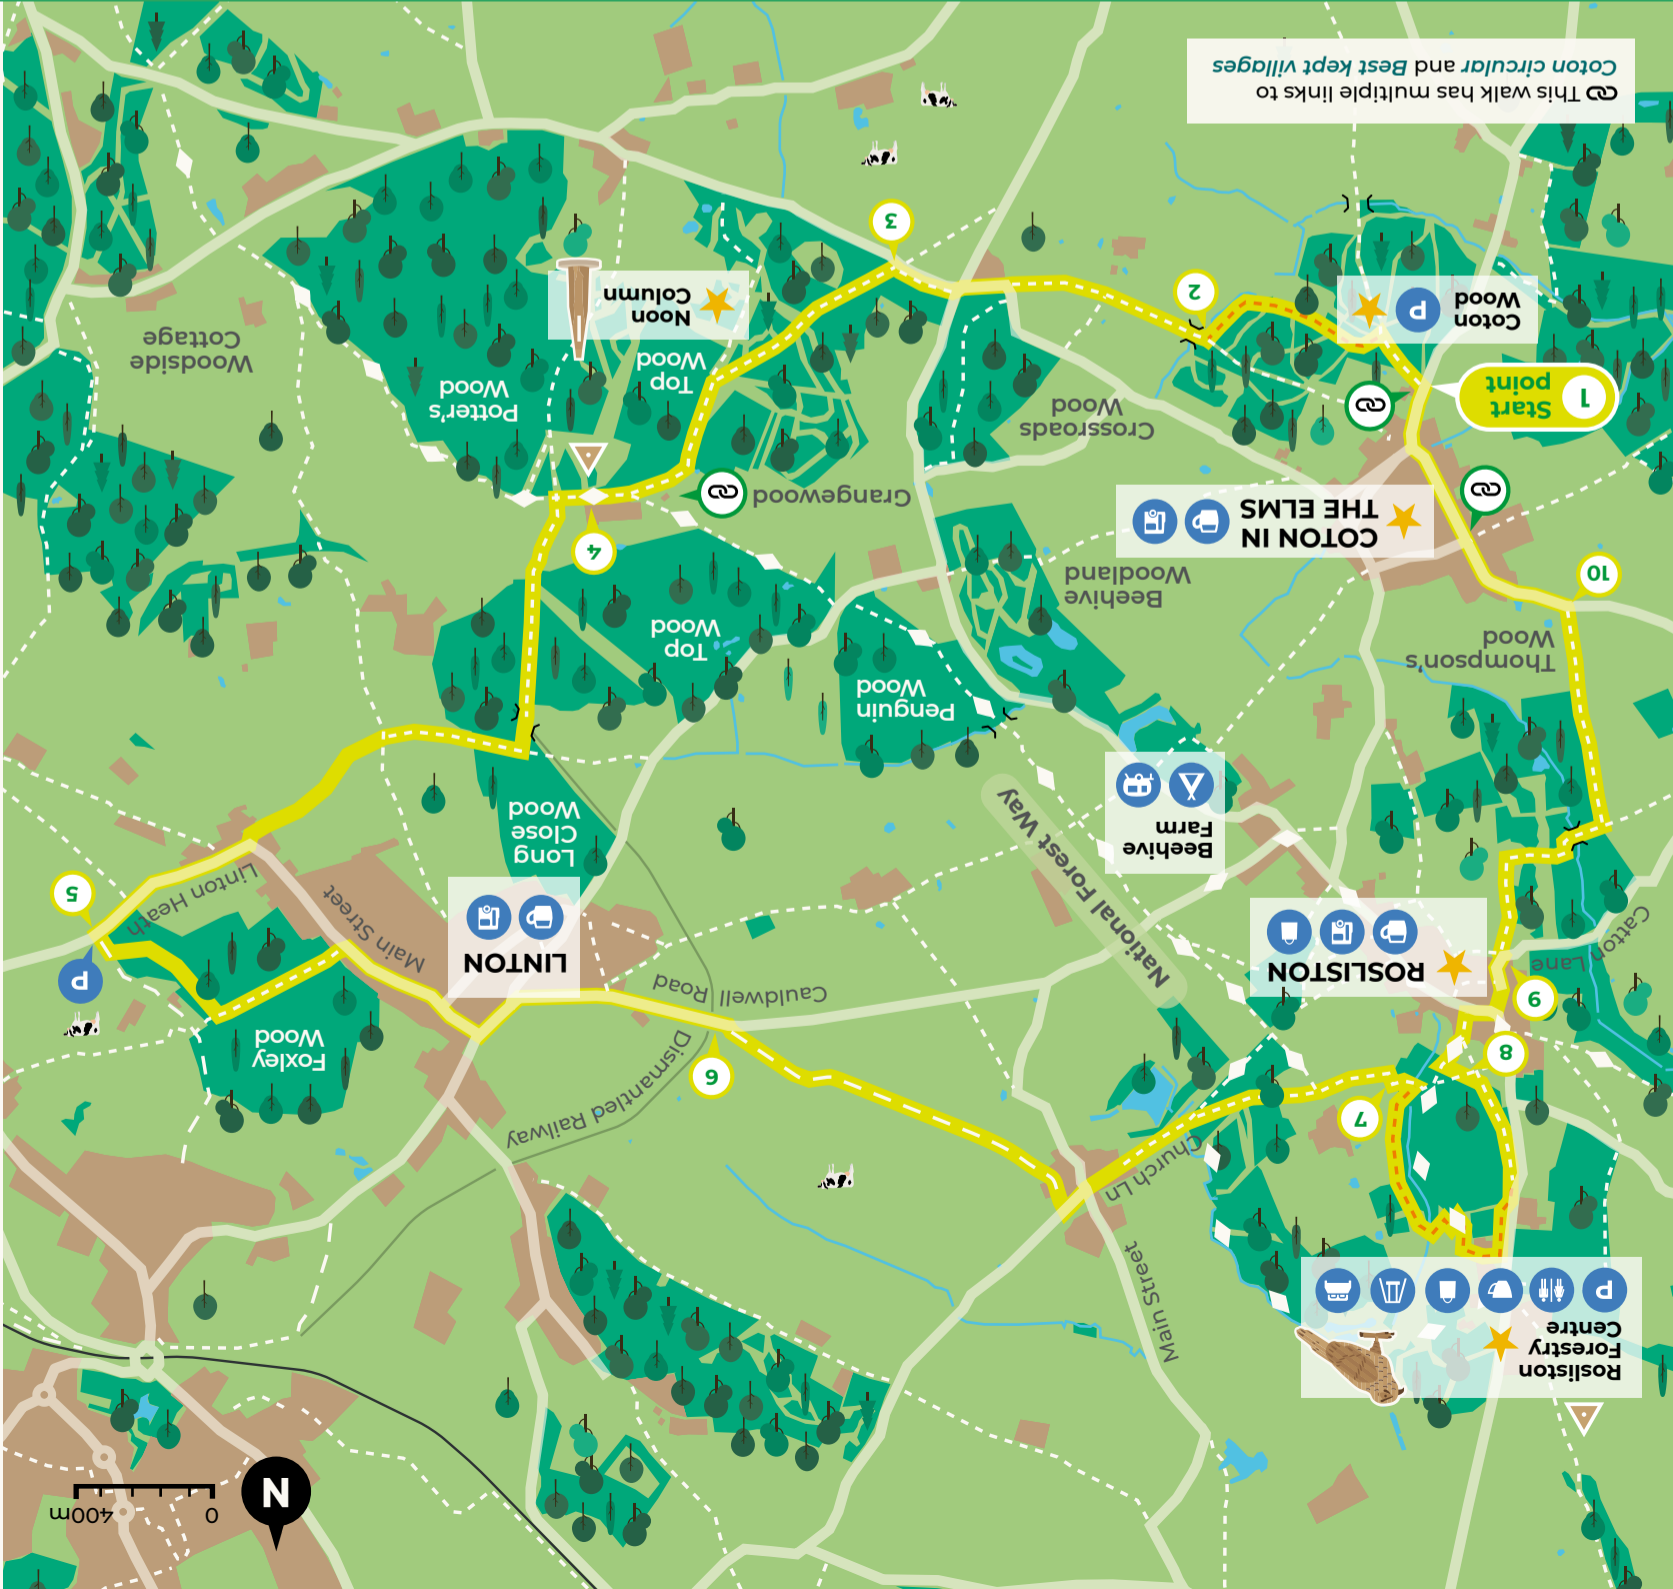 N
0 400m
Rosliston
Forestry
Centre
P
Main Street
Church Ln
7
8
6
Dismantled Railway
Foxley
Wood
9
Catton Lane
ROSLISTON
National Forest Way
Cauldwell Road
LINTON
P
Main Street
Linton Heath
5
Beehive
Farm
Long
Close
Wood
Penguin
Wood
Thompson's
Wood
Top
Wood
10
Beehive
Woodland
4
COTON IN
THE ELMS
Grangewood
1
Start
point
Crossroads
Wood
Potter's
Wood
Top
Wood
Woodside
Cottage
Coton
Wood
P
2
Noon
Column
3
This walk has multiple links to
Coton circular and Best kept villages